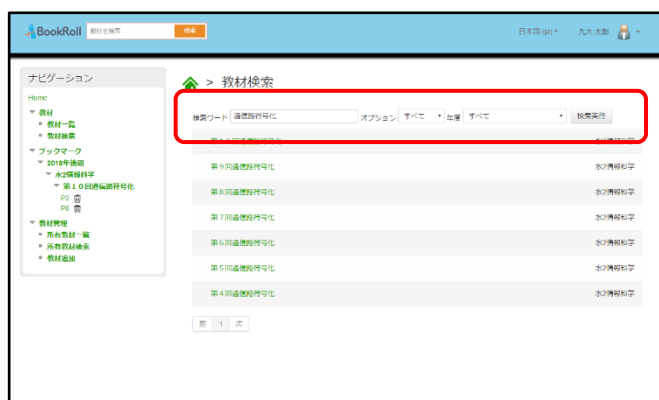 BookRoll 教材を検索 検索 日本語 (ja) 九大 太郎
ナビゲーション
Home
教材
教材一覧
教材検索
ブックマーク
2018年後期
水2情報科学
第10回通信路符号化
P2
P6
教材管理
所有教材一覧
所有教材検索
教材追加
> 教材検索
検索ワード 通信路符号化 オプション すべて 年度 すべて 検索実行
水2情報科学
第9回通信路符号化 水2情報科学
第8回通信路符号化 水2情報科学
第7回通信路符号化 水2情報科学
第6回通信路符号化 水2情報科学
第5回通信路符号化 水2情報科学
第4回通信路符号化 水2情報科学
前 1 次